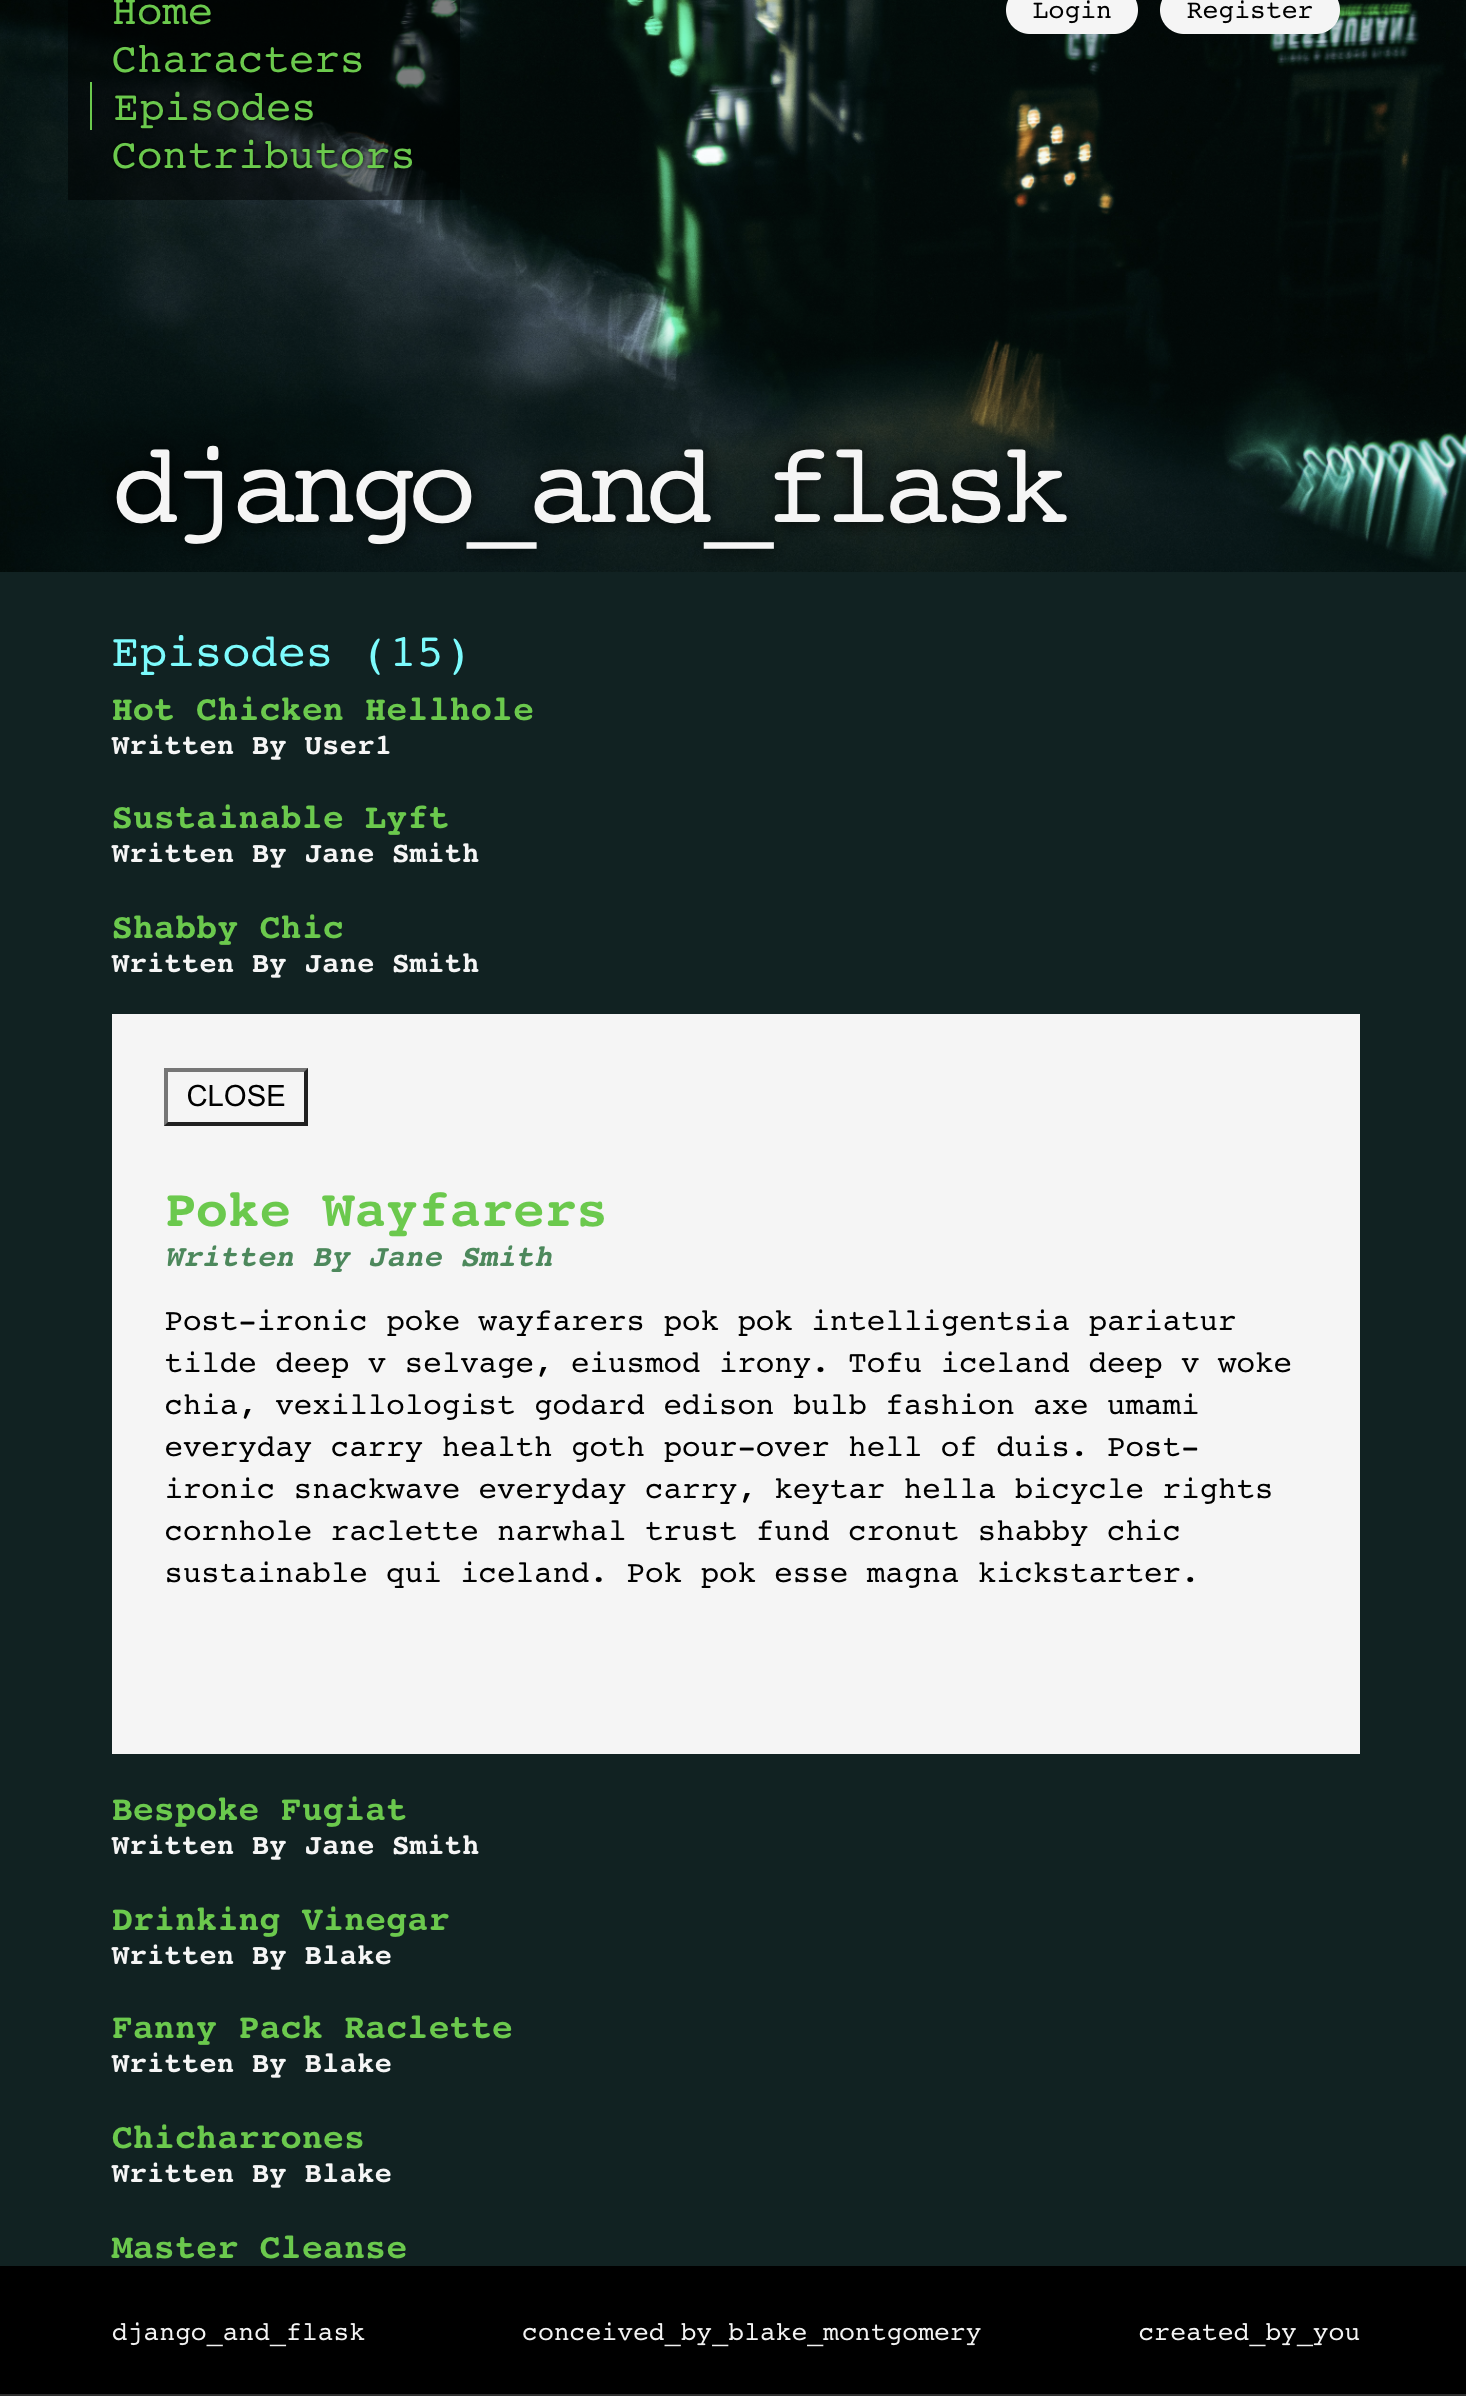 Home
Login
Register
Characters
Episodes
Contributors
RESTAURANT
django_and_flask
Episodes (15)
Hot Chicken Hellhole
Written By User1
Sustainable Lyft
Written By Jane Smith
Shabby Chic
Written By Jane Smith
CLOSE
Poke Wayfarers
Written By Jane Smith
Post-ironic poke wayfarers pok pok intelligentsia pariatur
tilde deep v selvage, eiusmod irony. Tofu iceland deep v woke
chia, vexillologist godard edison bulb fashion axe umami
everyday carry health goth pour-over hell of duis. Post-
ironic snackwave everyday carry, keytar hella bicycle rights
cornhole raclette narwhal trust fund cronut shabby chic
sustainable qui iceland. Pok pok esse magna kickstarter.
Bespoke Fugiat
Written By Jane Smith
Drinking Vinegar
Written By Blake
Fanny Pack Raclette
Written By Blake
Chicharrones
Written By Blake
Master Cleanse
django_and_flask
conceived_by_blake_montgomery
created_by_you